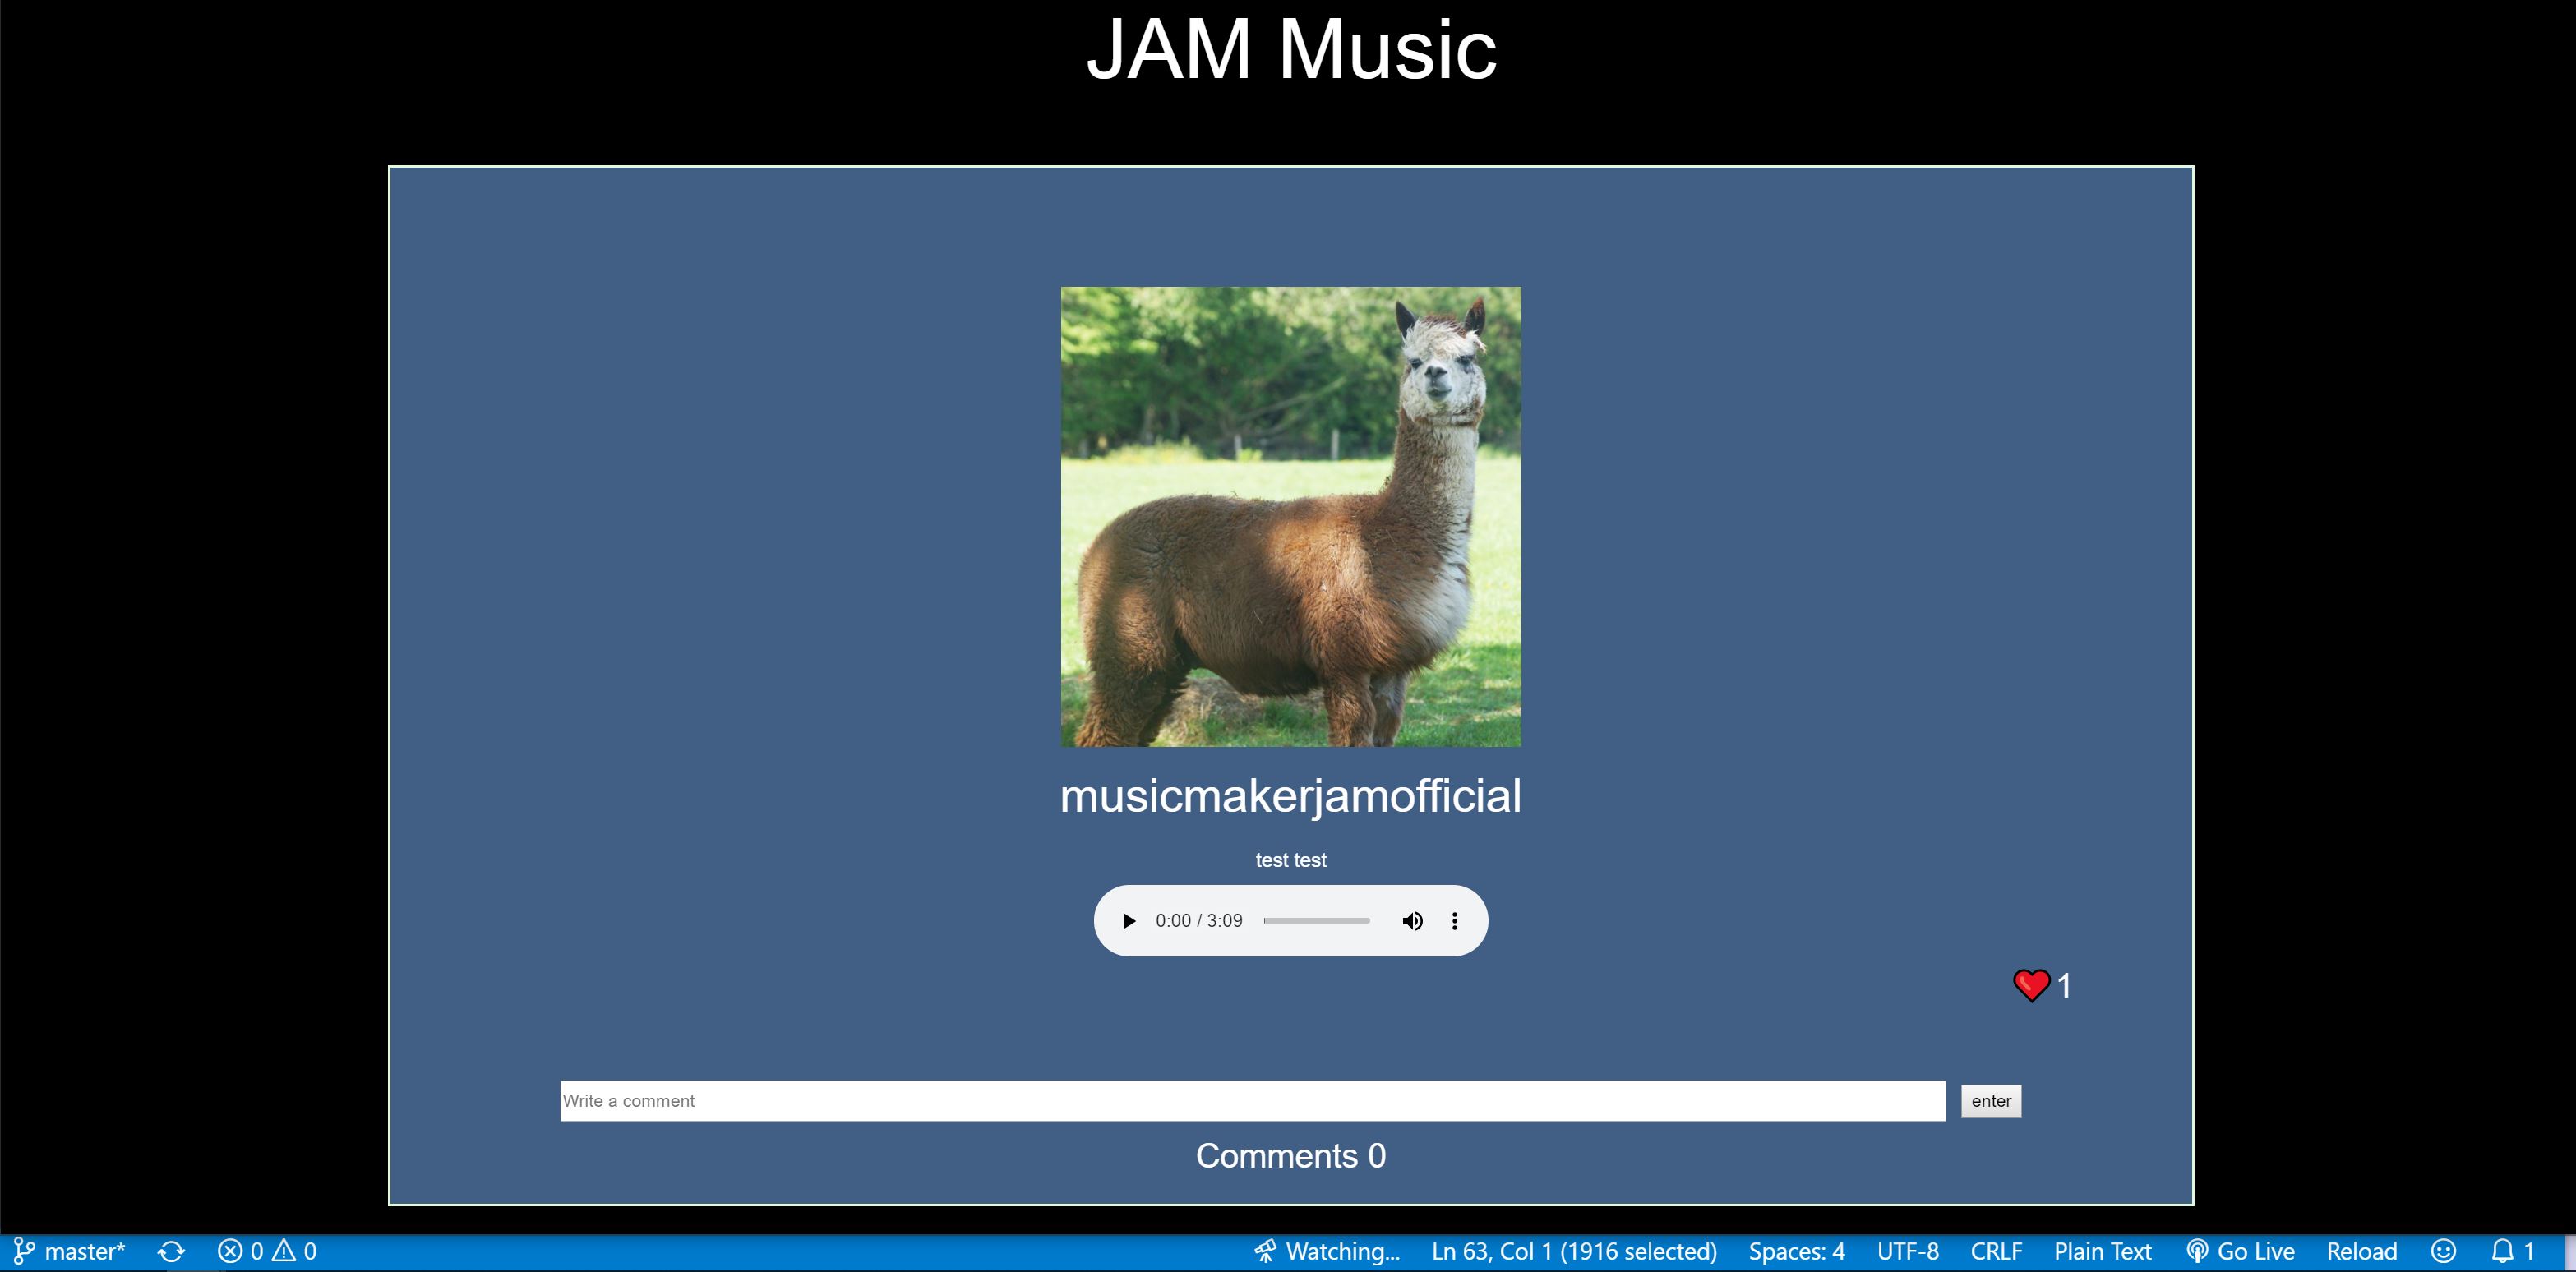 JAM Music
musicmakerjamofficial
test test
0:00 / 3:09
1
Write a comment
enter
Comments 0
master* 0 0 Watching... Ln 63, Col 1 (1916 selected) Spaces: 4 UTF-8 CRLF Plain Text Go Live Reload 1